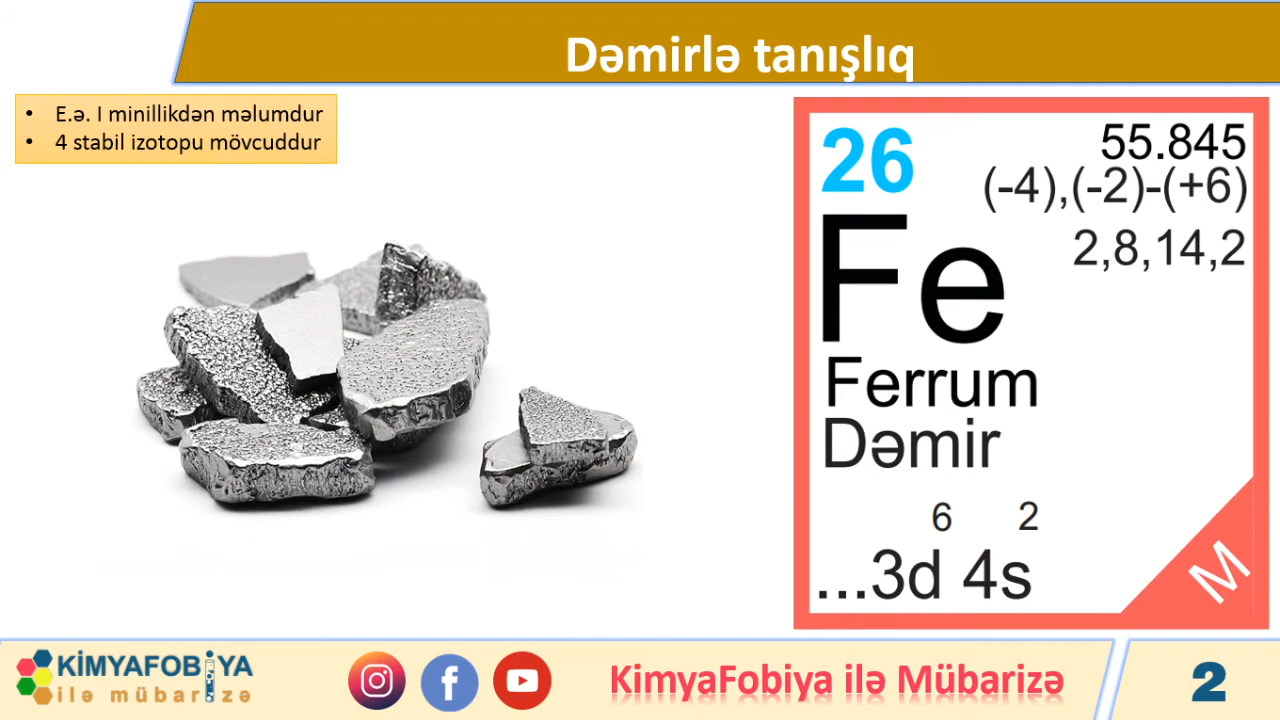 Dəmirlə tanışlıq
• E.ə. I minillikdən məlumdur
• 4 stabil izotopu mövcuddur
26
55.845
(-4),(-2)-(+6)
2,8,14,2
Fe
Ferrum
Dəmir
6 2
...3d 4s
M
KİMYAFOBİYA
ilə mübarizə
KimyaFobiya ilə Mübarizə
2